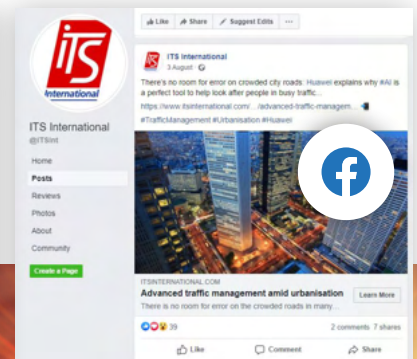 Like Share Suggest Edits ...
iTS
International
ITS International
3 August
There's no room for error on crowded city roads: Huawei explains why #AI is
a perfect tool to help look after people in busy traffic...
https://www.itsinternational.com/.../advanced-traffic-managem...
#TrafficManagement #Urbanisation #Huawei
ITS International
@ITSint
Home
Posts
Reviews
Photos
About
Community
Create a Page
ITSINTERNATIONAL.COM
Advanced traffic management amid urbanisation
Learn More
There is no room for error on the crowded roads in many...
39
2 comments 7 shares
Like Comment Share